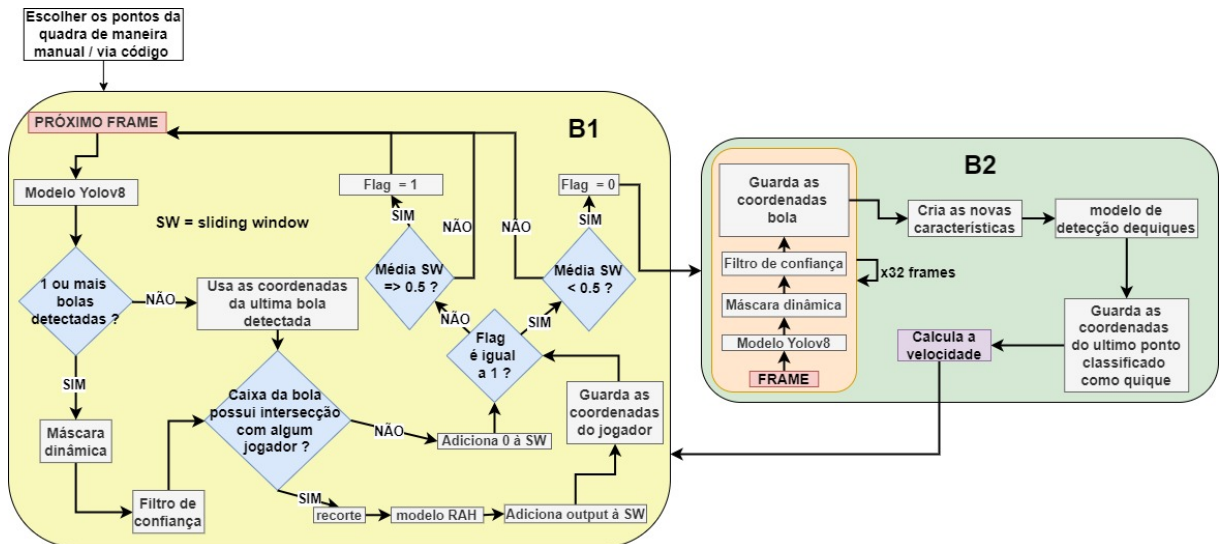 Escolher os pontos da
quadra de maneira
manual / via código
B1
PRÓXIMO FRAME
Modelo Yolov8
SW = sliding window
1 ou mais
bolas
detectadas ?
NÃO
Usa as coordenadas
da ultima bola
detectada
SIM
Máscara
dinâmica
Filtro de
confiança
Caixa da bola
possui intersecção
com algum
jogador ?
NÃO
Adiciona 0 à SW
SIM
recorte
modelo RAH
Adiciona output à SW
Guarda as
coordenadas
do jogador
Flag
é igual
a 1 ?
NÃO
SIM
Média SW
=> 0.5 ?
SIM
NÃO
Flag = 1
Média SW
< 0.5 ?
SIM
NÃO
Flag = 0
B2
Guarda as
coordenadas
bola
Filtro de confiança
x32 frames
Máscara dinâmica
Modelo Yolov8
FRAME
Cria as novas
características
modelo de
detecção dequiques
Guarda as
coordenadas
do ultimo ponto
classificado
como quique
Calcula a
velocidade